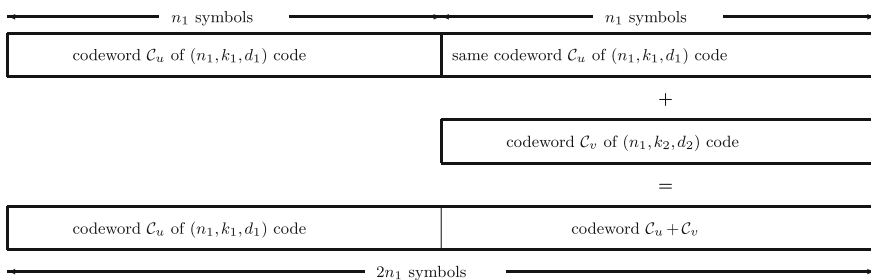 n₁ symbols n₁ symbols
codeword 𝒞ᵤ of (n₁, k₁, d₁) code same codeword 𝒞ᵤ of (n₁, k₁, d₁) code
+
codeword 𝒞ᵥ of (n₁, k₂, d₂) code
=
codeword 𝒞ᵤ of (n₁, k₁, d₁) code codeword 𝒞ᵤ + 𝒞ᵥ
2n₁ symbols